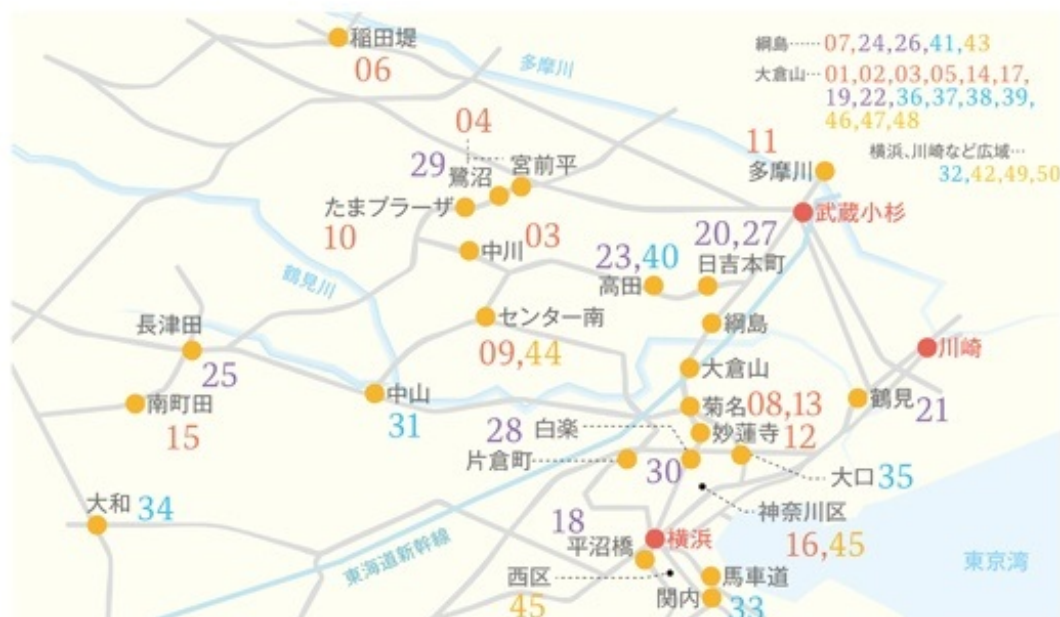 稲田堤
06
多摩川
綱島……07,24,26,41,43
大倉山…01,02,03,05,14,17,
19,22,36,37,38,39,
46,47,48
横浜、川崎など広域…
32,42,49,50
04
11
多摩川
29
宮前平
鷺沼
たまプラーザ
10
武蔵小杉
中川03
20,27
日吉本町
23,40
高田
鶴見川
センター南
09,44
綱島
長津田
25
川崎
大倉山
南町田
15
中山
31
菊名08,13
鶴見
21
妙蓮寺
12
白楽
28
片倉町
30
大口35
大和
34
神奈川区
16,45
18
平沼橋
横浜
東海道新幹線
東京湾
西区
45
馬車道
関内
33